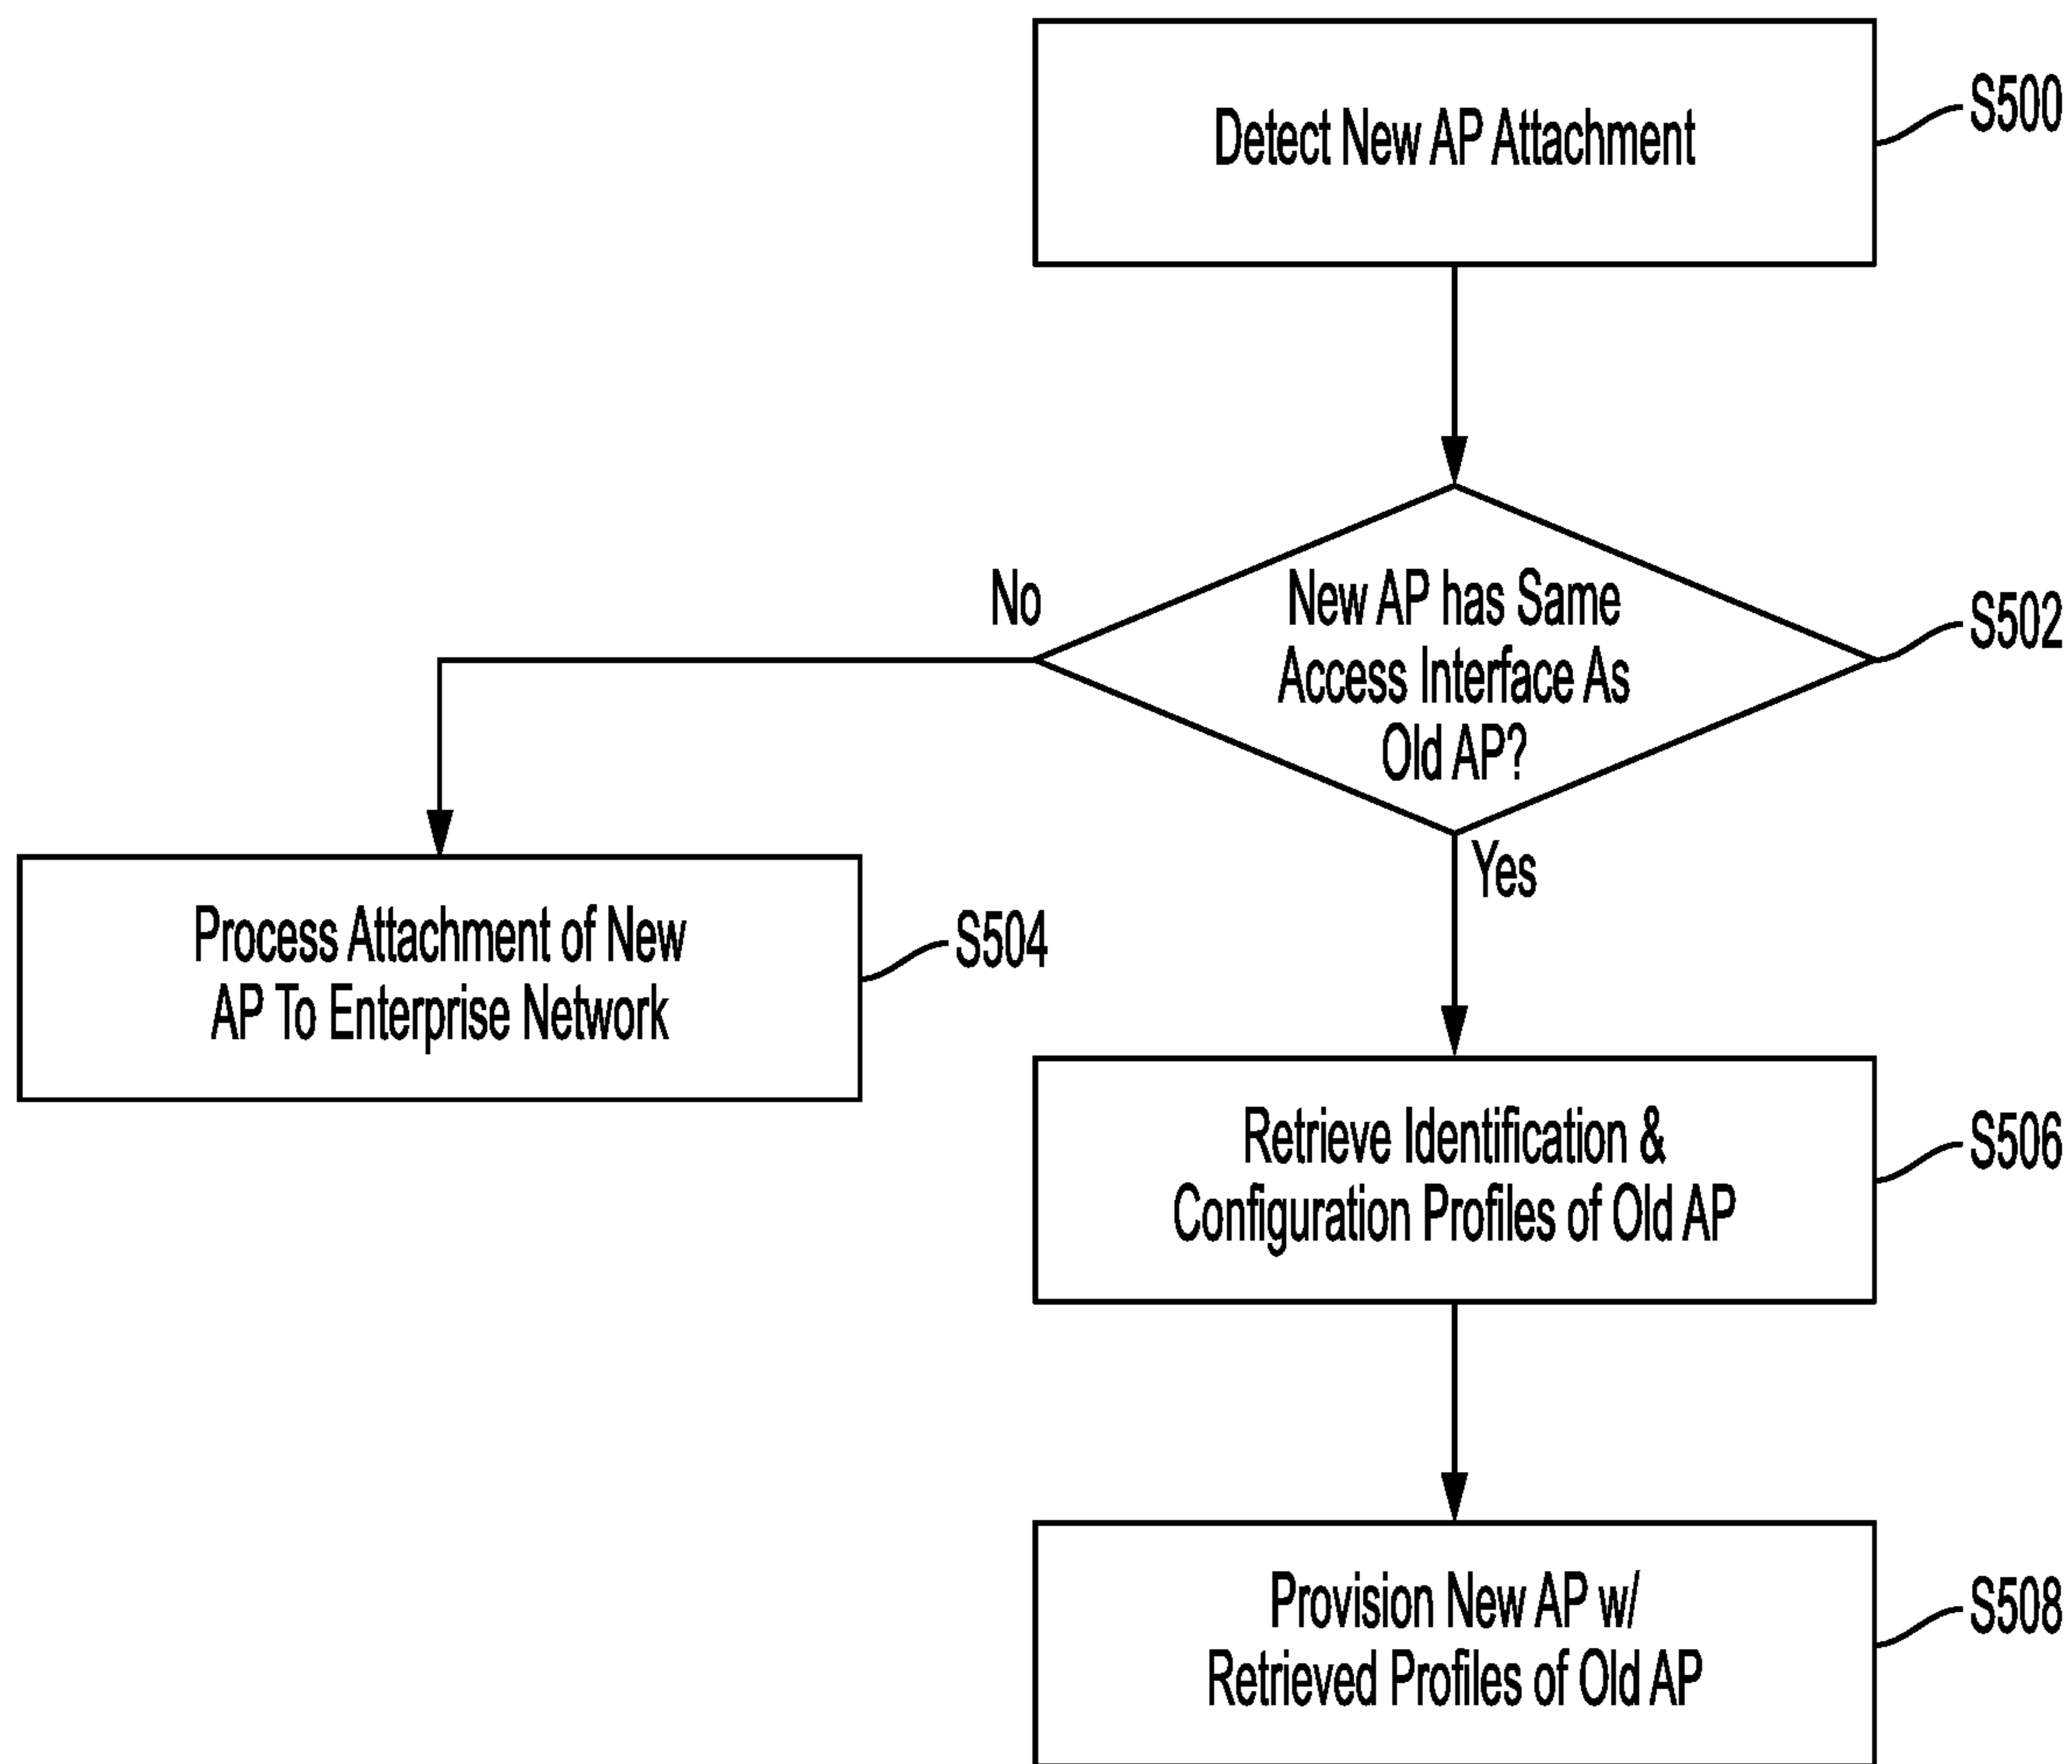 Detect New AP Attachment
S500
New AP has Same
Access Interface As
Old AP?
S502
No
Yes
Process Attachment of New
AP To Enterprise Network
S504
Retrieve Identification &
Configuration Profiles of Old AP
S506
Provision New AP w/
Retrieved Profiles of Old AP
S508